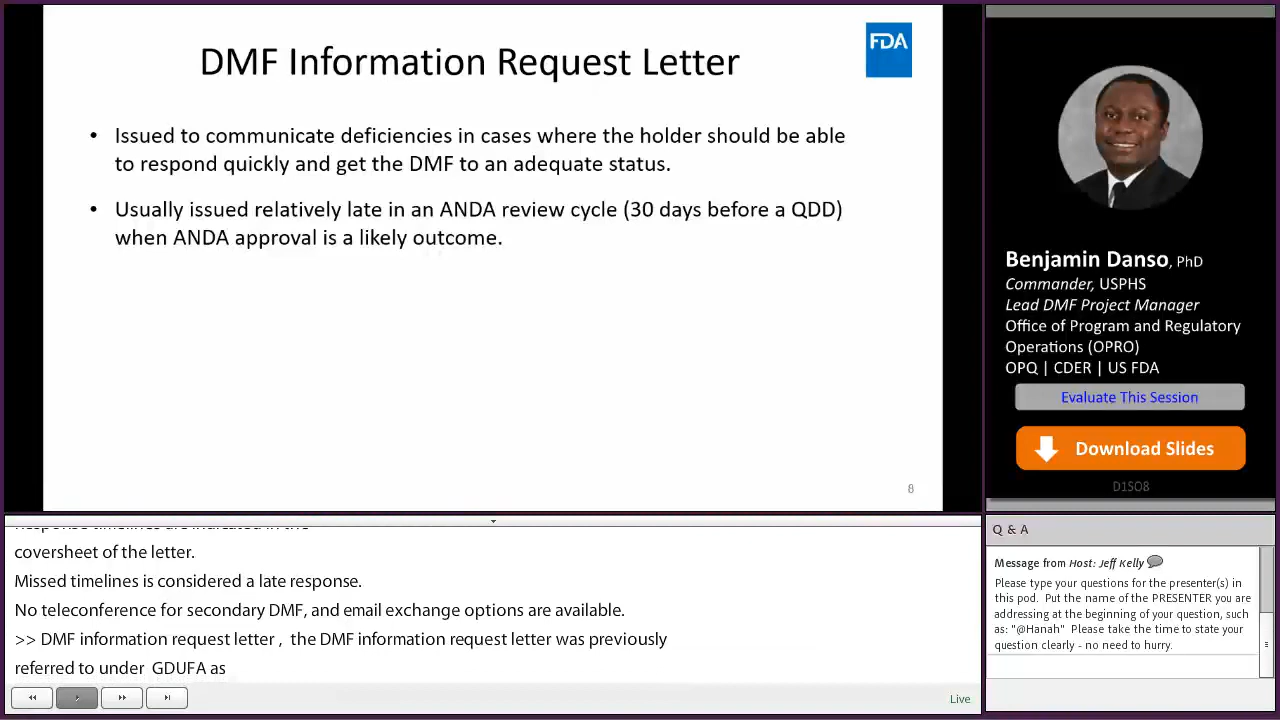 DMF Information Request Letter
FDA
• Issued to communicate deficiencies in cases where the holder should be able
to respond quickly and get the DMF to an adequate status.
• Usually issued relatively late in an ANDA review cycle (30 days before a QDD)
when ANDA approval is a likely outcome.
8
Benjamin Danso, PhD
Commander, USPHS
Lead DMF Project Manager
Office of Program and Regulatory
Operations (OPRO)
OPQ | CDER | US FDA
Evaluate This Session
Download Slides
D1SO8
Response timelines are indicated in the
coversheet of the letter.
Missed timelines is considered a late response.
No teleconference for secondary DMF, and email exchange options are available.
>> DMF information request letter , the DMF information request letter was previously
referred to under GDUFA as
Live
Q & A
Message from Host: Jeff Kelly
Please type your questions for the presenter(s) in
this pod. Put the name of the PRESENTER you are
addressing at the beginning of your question, such
as: "@Hanah" Please take the time to state your
question clearly - no need to hurry.